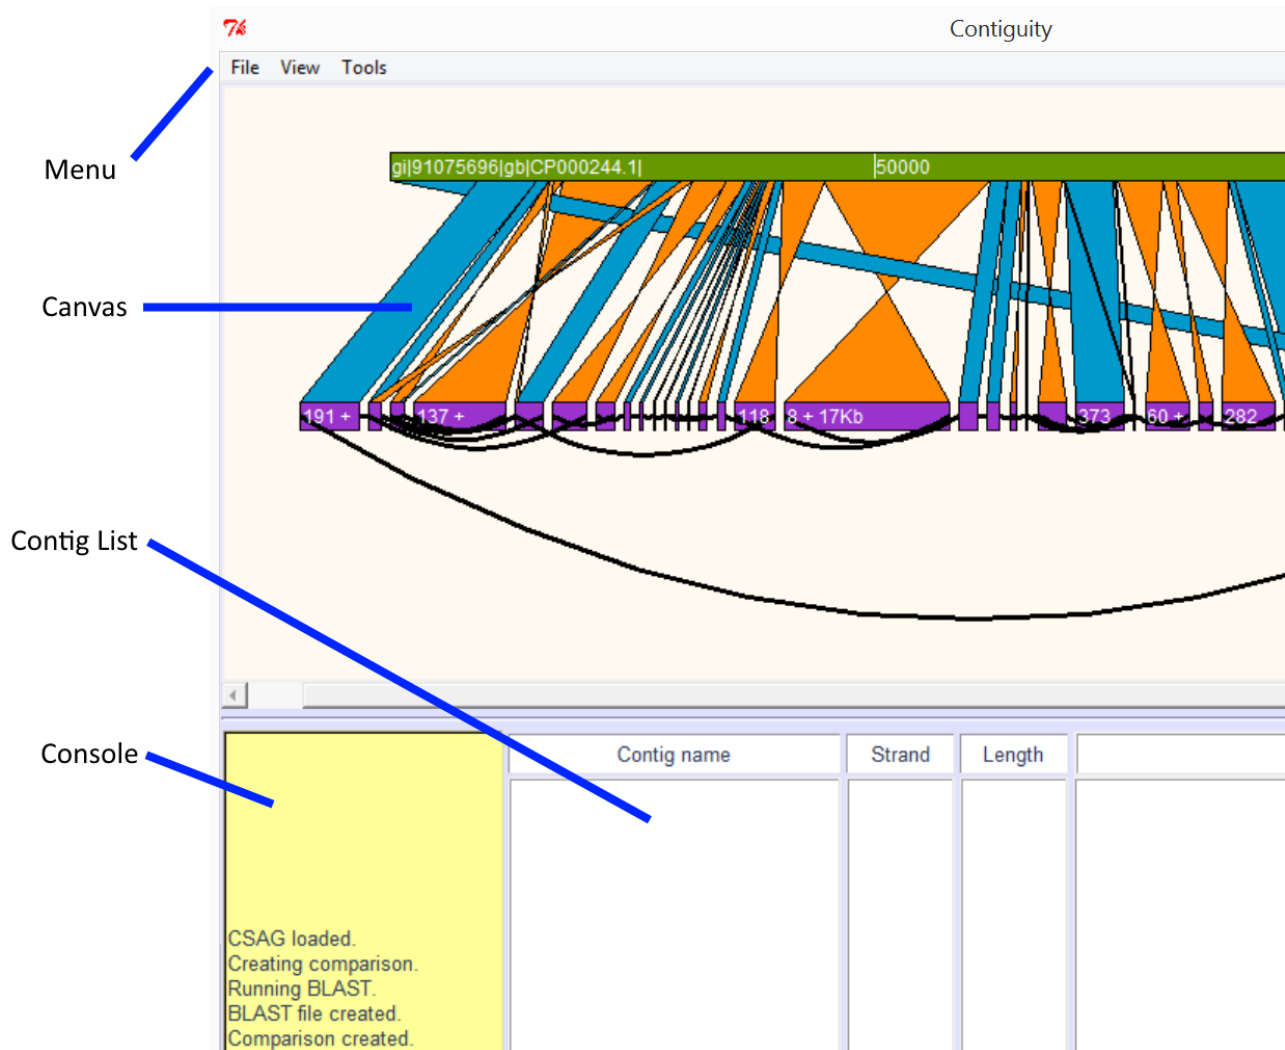 Contiguity
File View Tools
Menu
gi|91075696|gb|CP000244.1| 50000
Canvas
191 + 137 + 118 8 + 17Kb 373 60 + 282
Contig List
Console
Contig name Strand Length
CSAG loaded.
Creating comparison.
Running BLAST.
BLAST file created.
Comparison created.